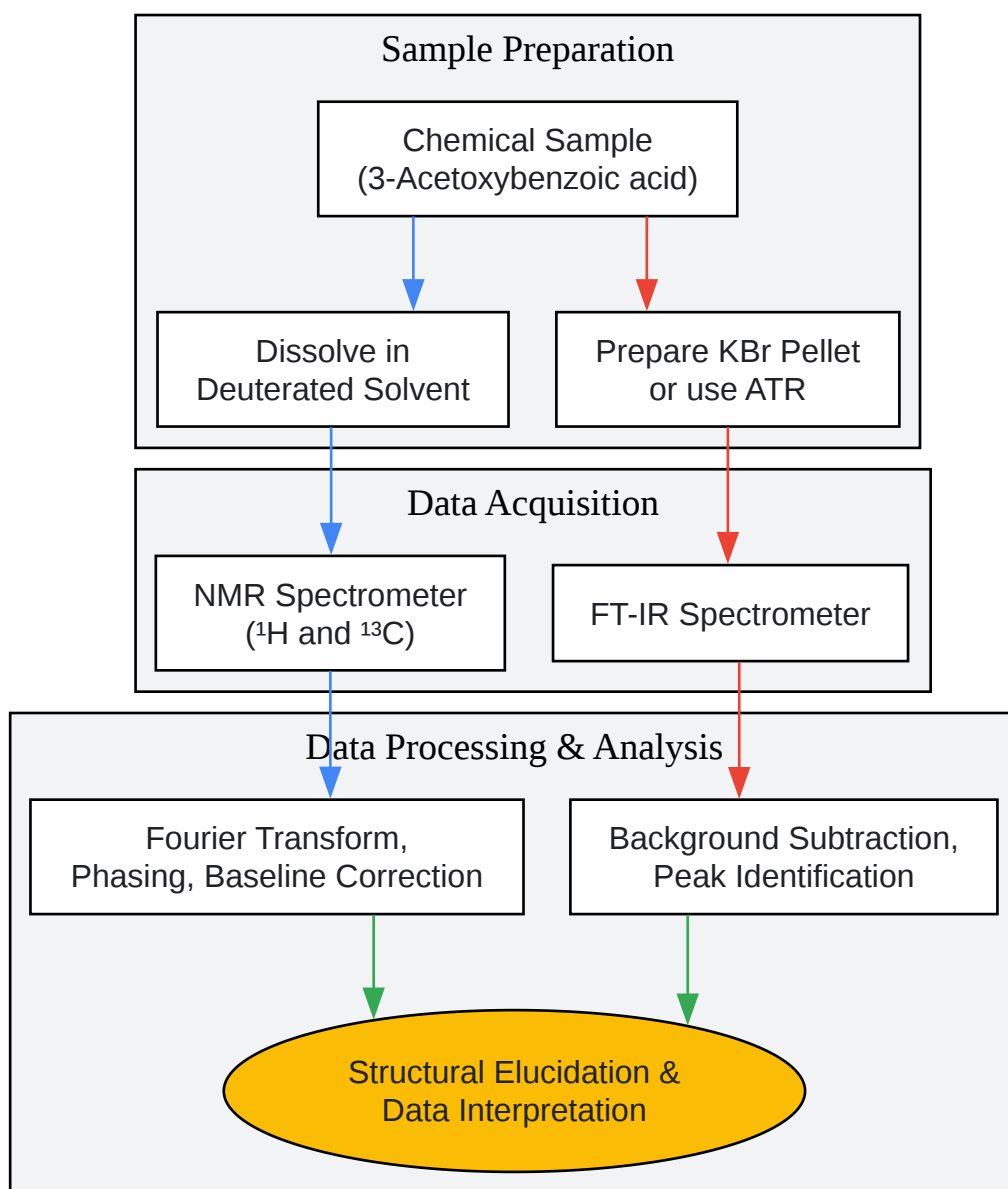 Sample Preparation
Chemical Sample
(3-Acetoxybenzoic acid)
Dissolve in
Deuterated Solvent
Prepare KBr Pellet
or use ATR
Data Acquisition
NMR Spectrometer
(¹H and ¹³C)
FT-IR Spectrometer
Data Processing & Analysis
Fourier Transform,
Phasing, Baseline Correction
Background Subtraction,
Peak Identification
Structural Elucidation &
Data Interpretation